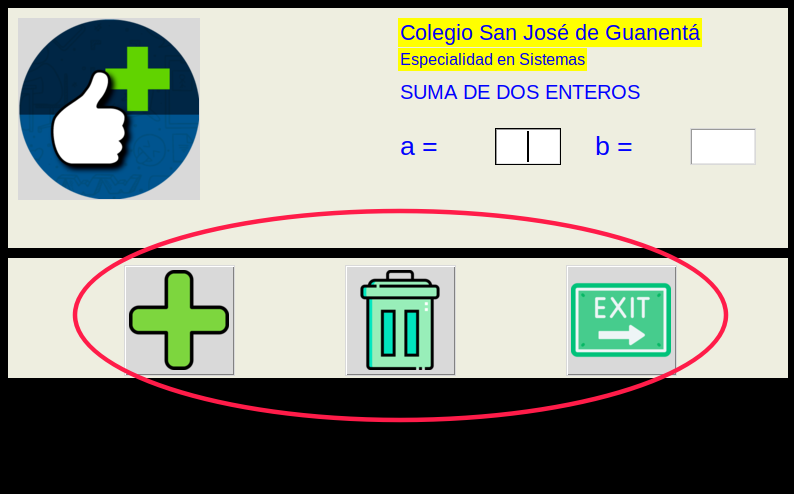 Colegio San José de Guanentá
Especialidad en Sistemas
SUMA DE DOS ENTEROS
a = b =
EXIT